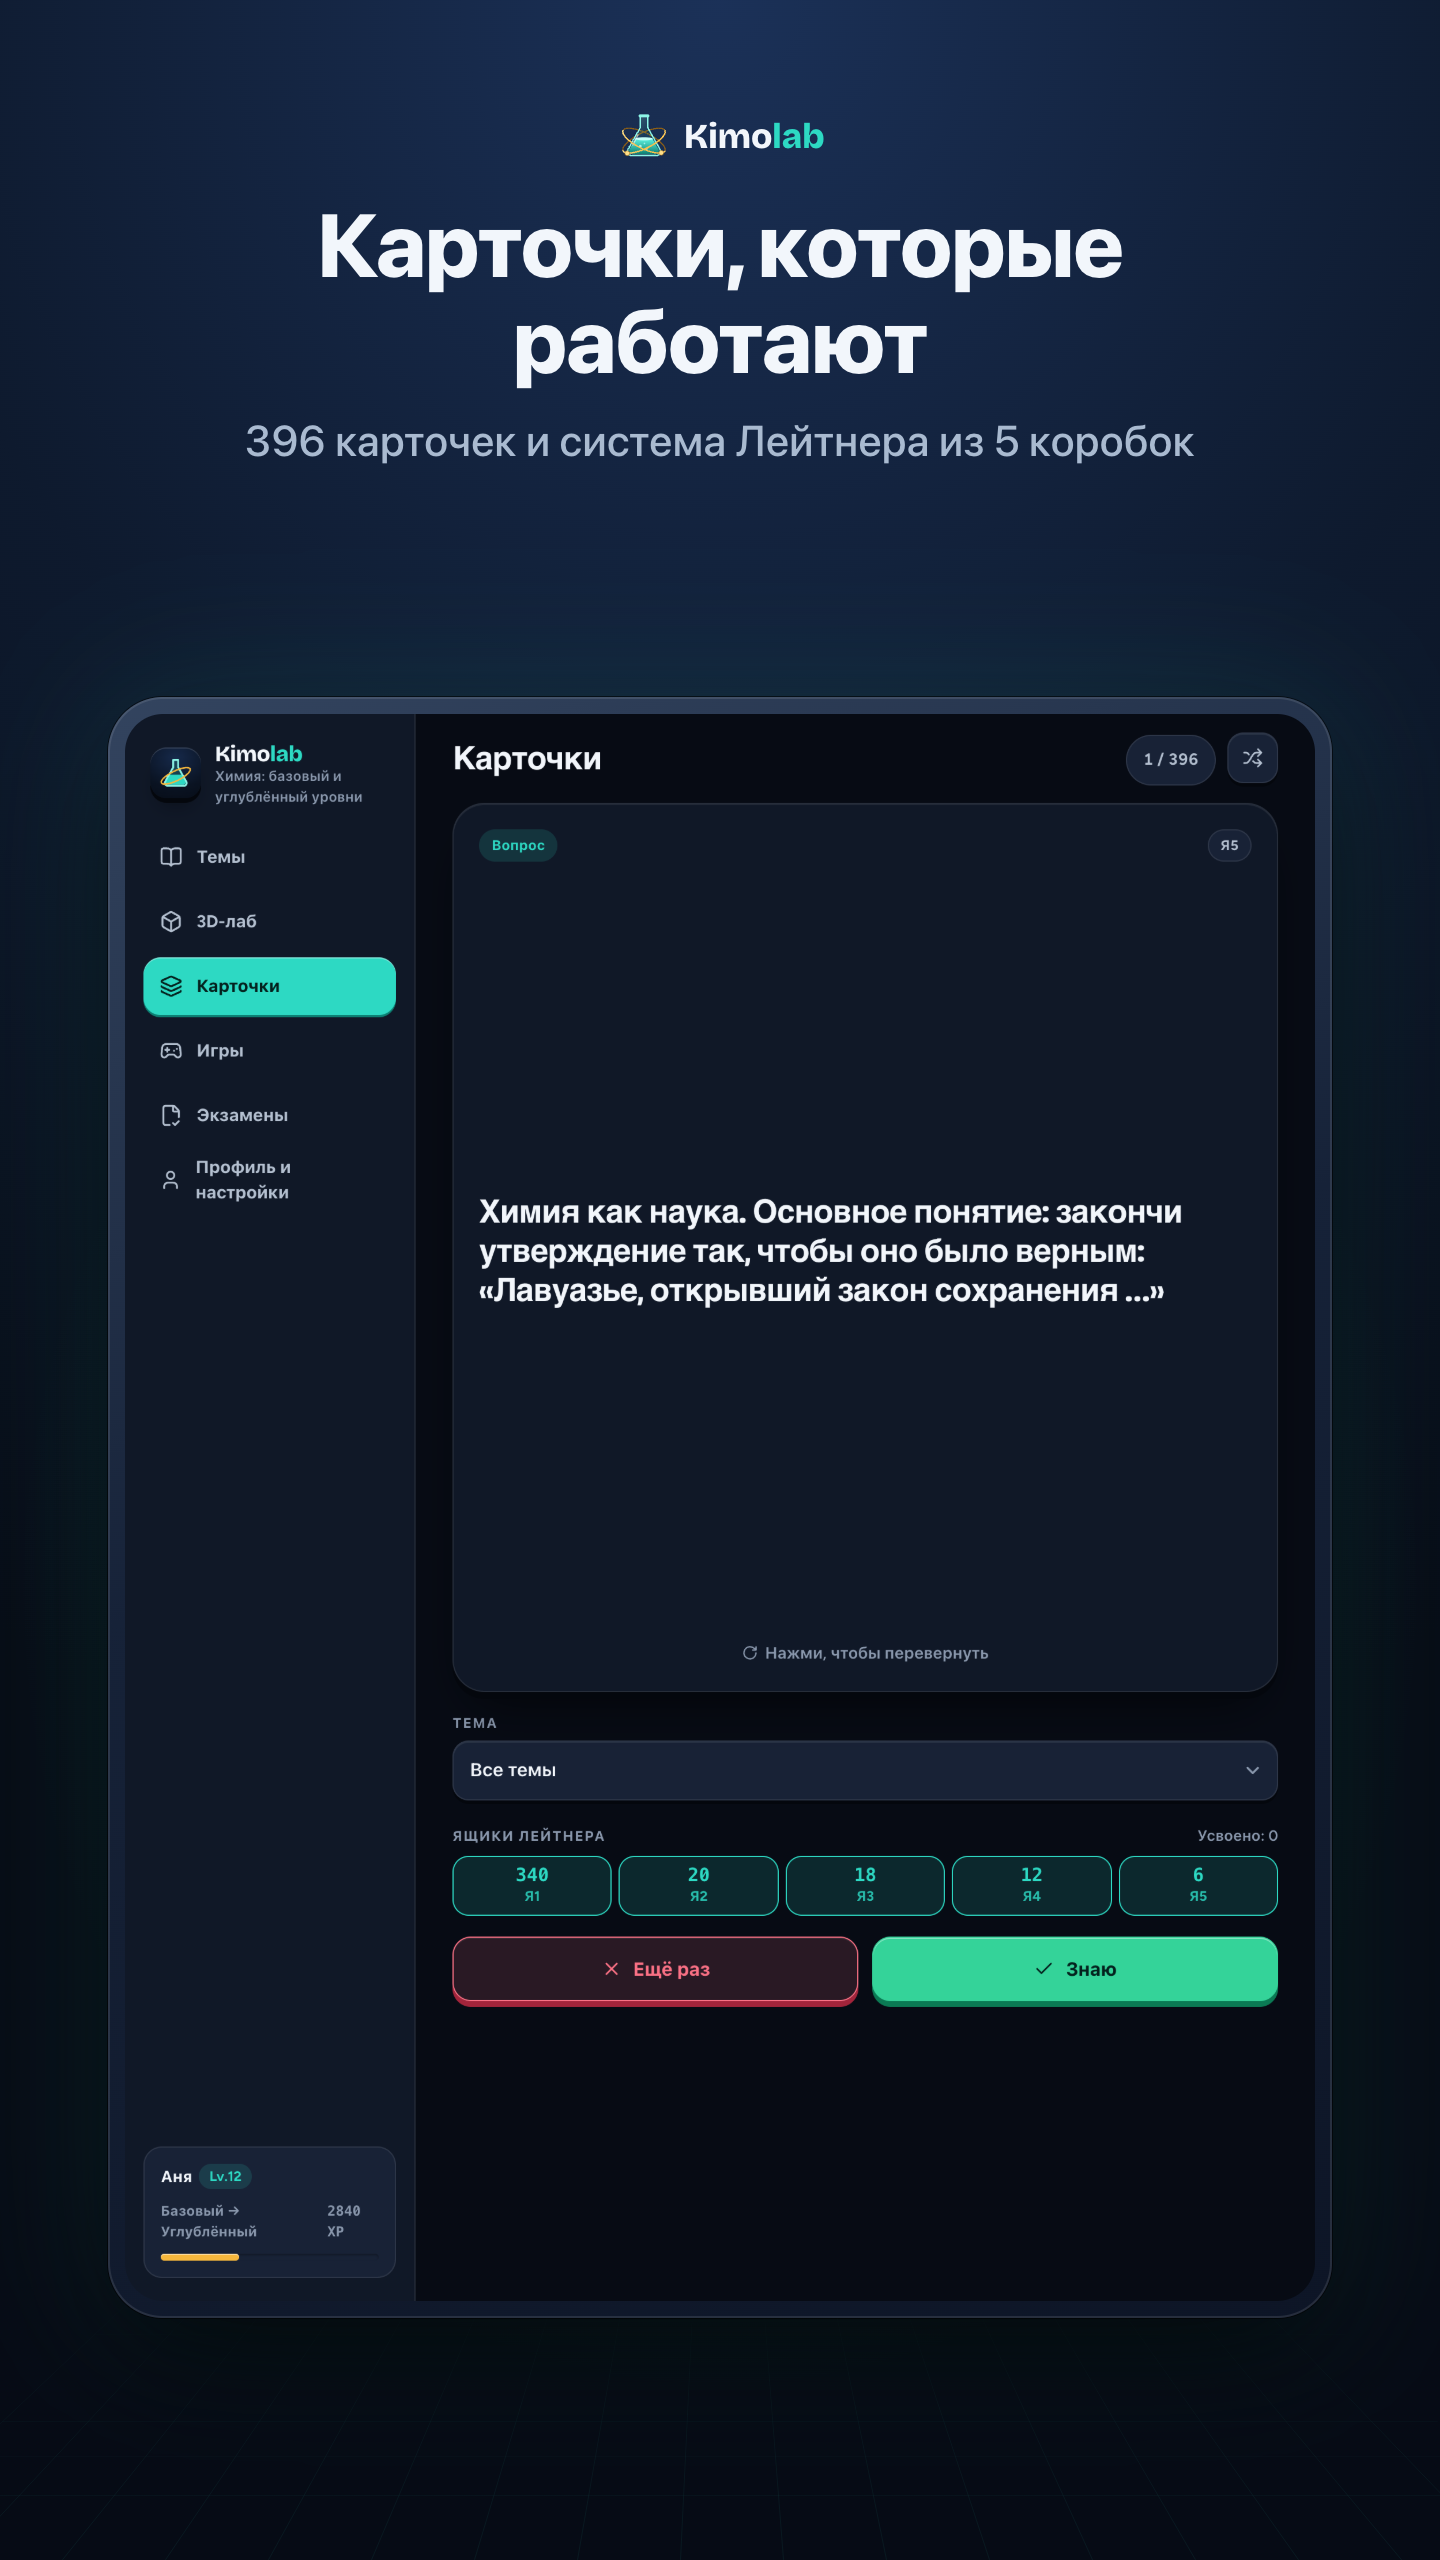 Kimolab
Карточки, которые
работают
396 карточек и система Лейтнера из 5 коробок
Kimolab
Химия: базовый и
углублённый уровни
Темы
3D-лаб
Карточки
Игры
Экзамены
Профиль и
настройки
Аня Lv.12
Базовый → 2840
Углублённый XP
Карточки 1 / 396
Вопрос Я5
Химия как наука. Основное понятие: закончи
утверждение так, чтобы оно было верным:
«Лавуазье, открывший закон сохранения ...»
Нажми, чтобы перевернуть
ТЕМА
Все темы
ЯЩИКИ ЛЕЙТНЕРА Усвоено: 0
340 20 18 12 6
Я1 Я2 Я3 Я4 Я5
Ещё раз Знаю